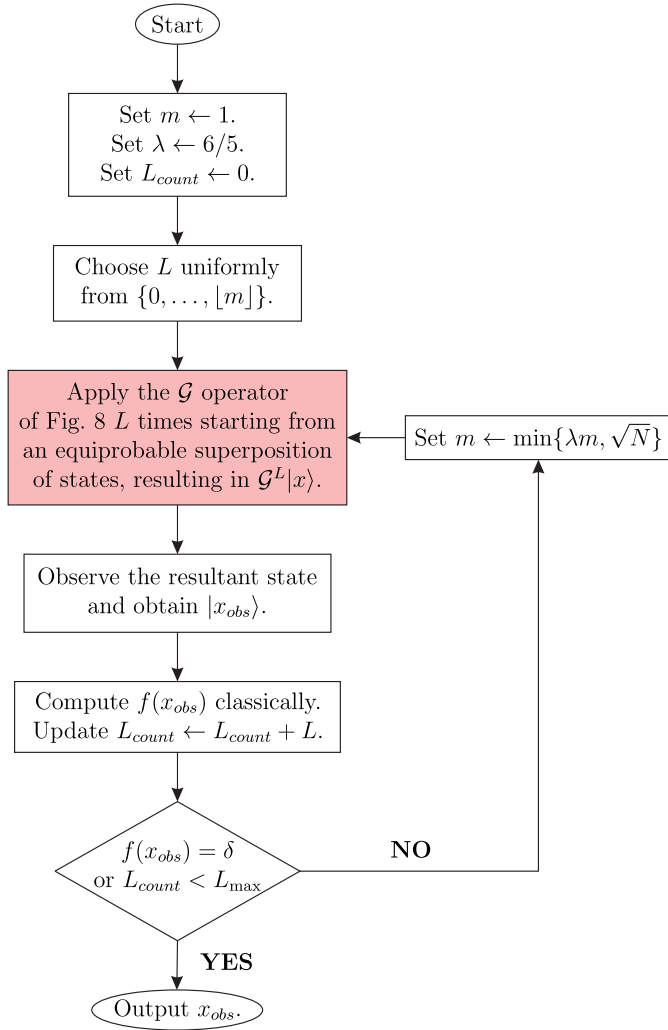 Start
Set m ← 1.
Set λ ← 6/5.
Set L_count ← 0.
Choose L uniformly
from {0, . . . , ⌊m⌋}.
Apply the 𝒢 operator
of Fig. 8 L times starting from
an equiprobable superposition
of states, resulting in 𝒢^L|x⟩.
Set m ← min{λm, √N}
Observe the resultant state
and obtain |x_obs⟩.
Compute f(x_obs) classically.
Update L_count ← L_count + L.
f(x_obs) = δ
or L_count < L_max
NO
YES
Output x_obs.